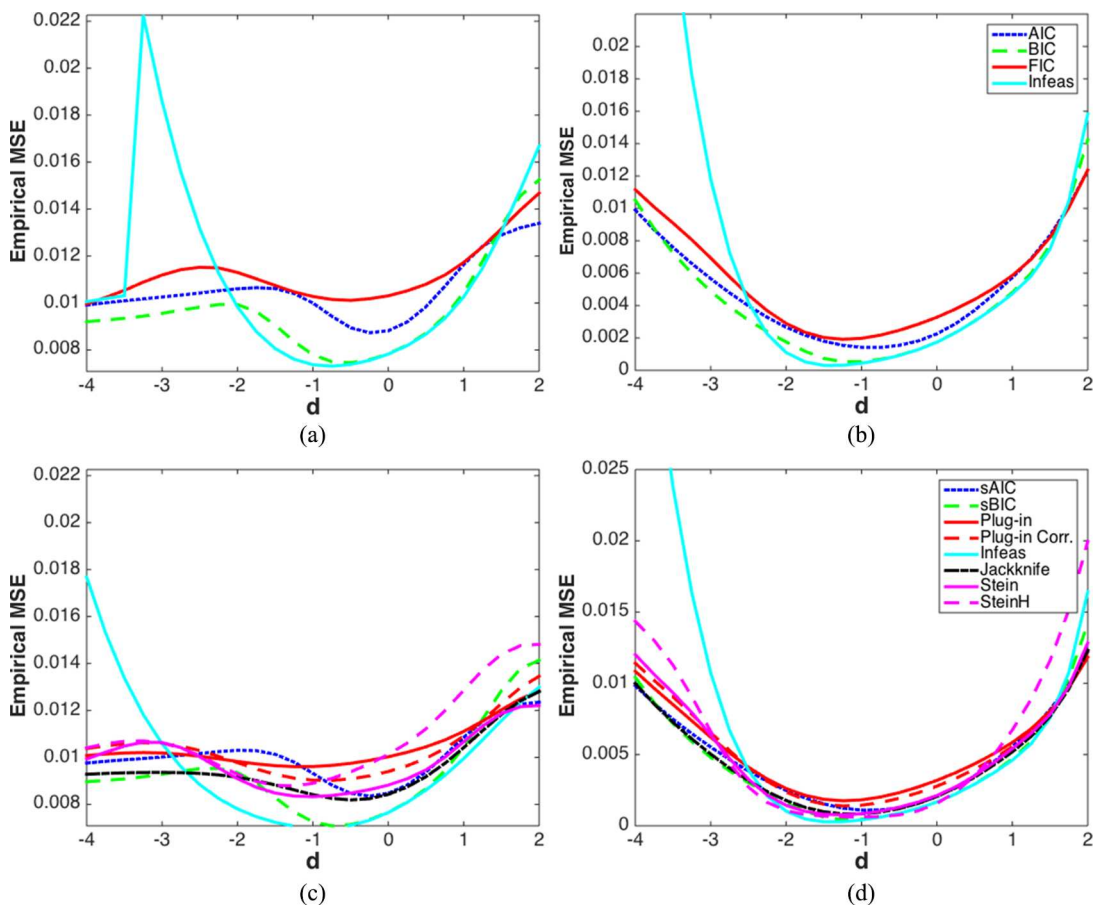 0.022
0.02
0.018
0.016
0.014
0.012
0.01
0.008
Empirical MSE
-4
-3
-2
-1
0
1
2
d
(a)
0.02
0.018
0.016
0.014
0.012
0.01
0.008
0.006
0.004
0.002
0
Empirical MSE
-4
-3
-2
-1
0
1
2
d
AIC
BIC
FIC
Infeas
(b)
0.022
0.02
0.018
0.016
0.014
0.012
0.01
0.008
Empirical MSE
-4
-3
-2
-1
0
1
2
d
(c)
0.025
0.02
0.015
0.01
0.005
0
Empirical MSE
-4
-3
-2
-1
0
1
2
d
sAIC
sBIC
Plug-in
Plug-in Corr.
Infeas
Jackknife
Stein
SteinH
(d)